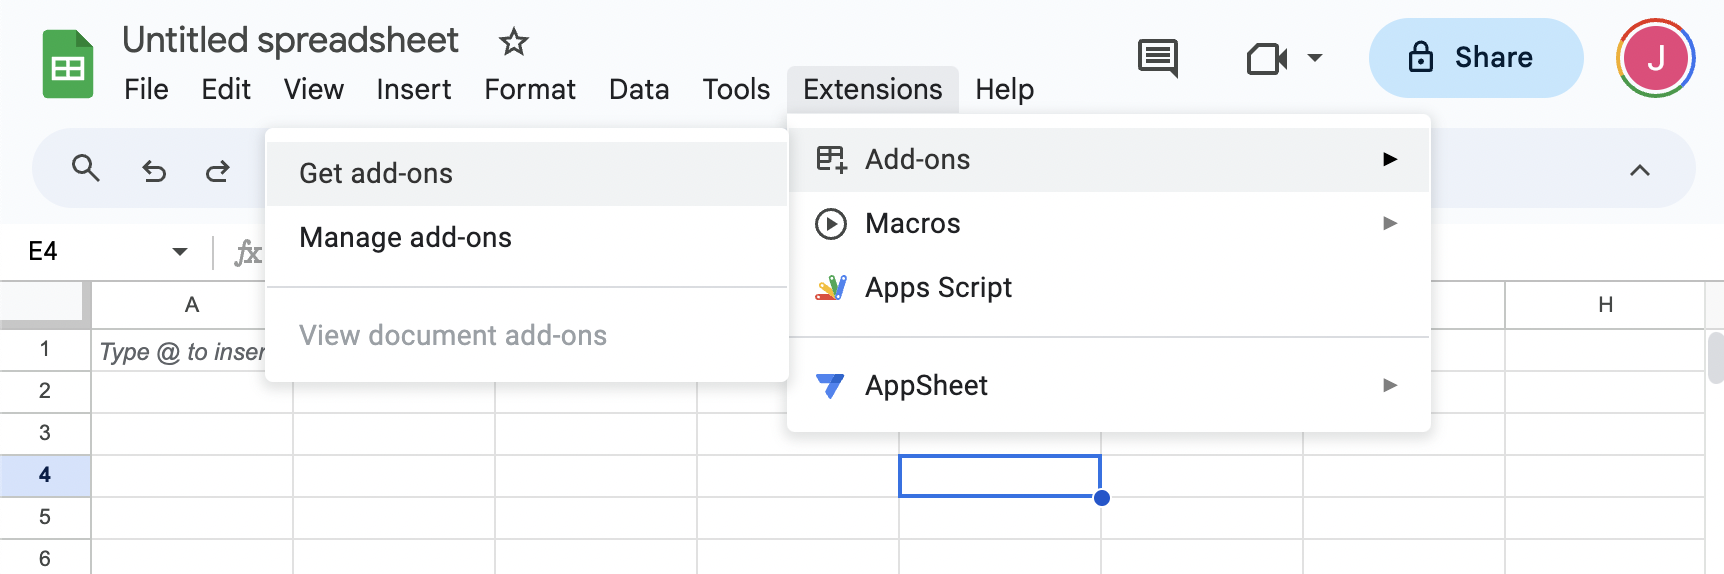 Untitled spreadsheet
File Edit View Insert Format Data Tools Extensions Help
Share
J
Get add-ons
Manage add-ons
View document add-ons
Add-ons
Macros
Apps Script
AppSheet
E4
fx
A H
1 Type @ to inser
2
3
4
5
6